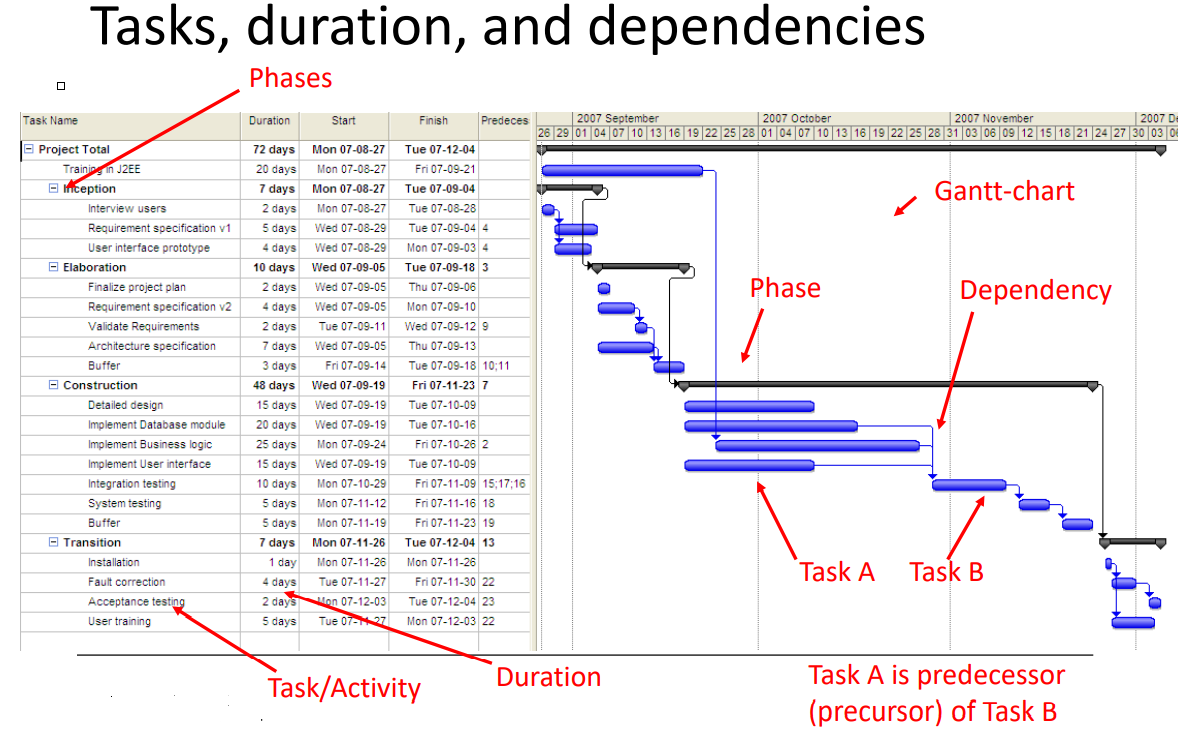 Tasks, duration, and dependencies
Phases
Task Name Duration Start Finish Predeces 2007 September 2007 October 2007 November 2007 De
26 29 01 04 07 10 13 16 19 22 25 28 01 04 07 10 13 16 19 22 25 28 31 03 06 09 12 15 18 21 24 27 30 03 06
Project Total 72 days Mon 07-08-27 Tue 07-12-04
Training in J2EE 20 days Mon 07-08-27 Fri 07-09-21
Inception 7 days Mon 07-08-27 Tue 07-09-04
Gantt-chart
Interview users 2 days Mon 07-08-27 Tue 07-08-28
Requirement specification v1 5 days Wed 07-08-29 Tue 07-09-04 4
User interface prototype 4 days Wed 07-08-29 Mon 07-09-03 4
Elaboration 10 days Wed 07-09-05 Tue 07-09-18 3
Finalize project plan 2 days Wed 07-09-05 Thu 07-09-06
Phase Dependency
Requirement specification v2 4 days Wed 07-09-05 Mon 07-09-10
Validate Requirements 2 days Tue 07-09-11 Wed 07-09-12 9
Architecture specification 7 days Wed 07-09-05 Thu 07-09-13
Buffer 3 days Fri 07-09-14 Tue 07-09-18 10;11
Construction 48 days Wed 07-09-19 Fri 07-11-23 7
Detailed design 15 days Wed 07-09-19 Tue 07-10-09
Implement Database module 20 days Wed 07-09-19 Tue 07-10-16
Implement Business logic 25 days Mon 07-09-24 Fri 07-10-26 2
Implement User interface 15 days Wed 07-09-19 Tue 07-10-09
Integration testing 10 days Mon 07-10-29 Fri 07-11-09 15;17;16
System testing 5 days Mon 07-11-12 Fri 07-11-16 18
Buffer 5 days Mon 07-11-19 Fri 07-11-23 19
Transition 7 days Mon 07-11-26 Tue 07-12-04 13
Installation 1 day Mon 07-11-26 Mon 07-11-26
Task A Task B
Fault correction 4 days Tue 07-11-27 Fri 07-11-30 22
Acceptance testing 2 days Mon 07-12-03 Tue 07-12-04 23
User training 5 days Tue 07-11-27 Mon 07-12-03 22
Task/Activity
Duration
Task A is predecessor
(precursor) of Task B